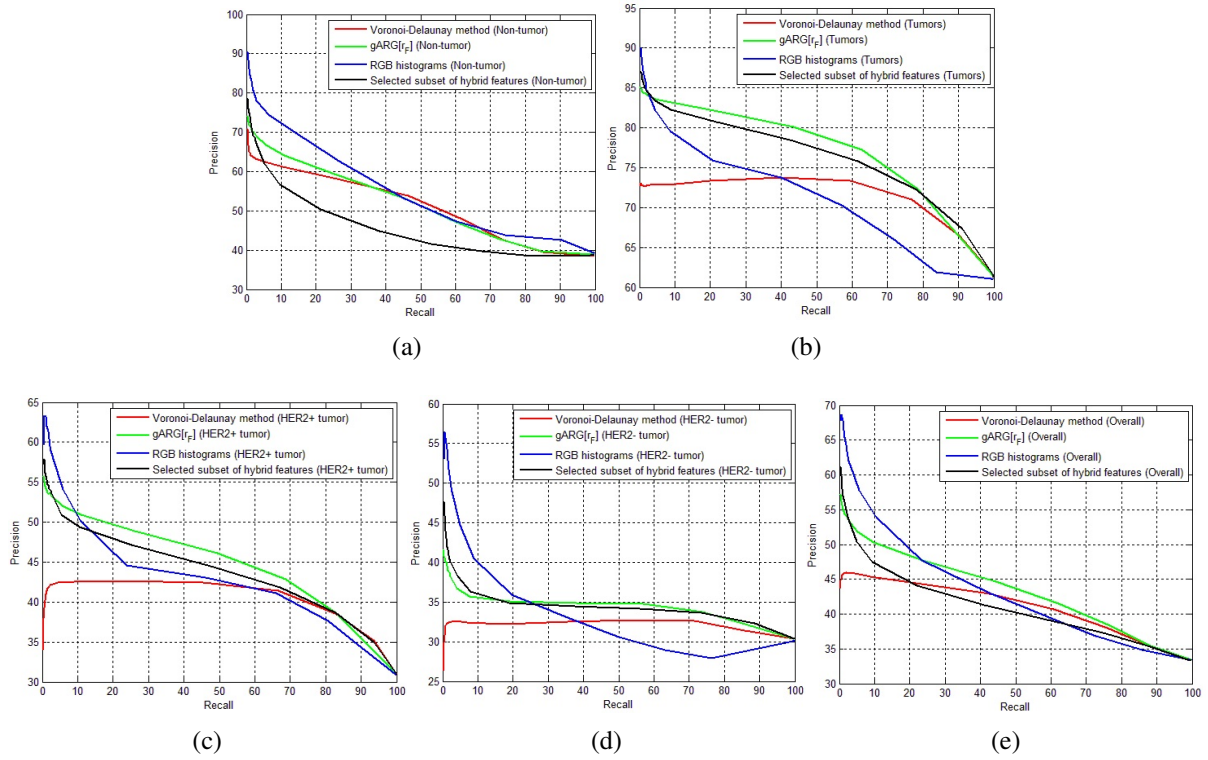 100
90
80
70
60
50
40
30
Precision
Voronoi-Delaunay method (Non-tumor)
gARG[rF] (Non-tumor)
RGB histograms (Non-tumor)
Selected subset of hybrid features (Non-tumor)
0 10 20 30 40 50 60 70 80 90 100
Recall
(a)
95
90
85
80
75
70
65
60
Precision
Voronoi-Delaunay method (Tumors)
gARG[rF] (Tumors)
RGB histograms (Tumors)
Selected subset of hybrid features (Tumors)
0 10 20 30 40 50 60 70 80 90 100
Recall
(b)
65
60
55
50
45
40
35
30
Precision
Voronoi-Delaunay method (HER2+ tumor)
gARG[rF] (HER2+ tumor)
RGB histograms (HER2+ tumor)
Selected subset of hybrid features (HER2+ tumor)
0 10 20 30 40 50 60 70 80 90 100
Recall
(c)
60
55
50
45
40
35
30
25
Precision
Voronoi-Delaunay method (HER2- tumor)
gARG[rF] (HER2- tumor)
RGB histograms (HER2- tumor)
Selected subset of hybrid features (HER2- tumor)
0 10 20 30 40 50 60 70 80 90 100
Recall
(d)
70
65
60
55
50
45
40
35
30
Precision
Voronoi-Delaunay method (Overall)
gARG[rF] (Overall)
RGB histograms (Overall)
Selected subset of hybrid features (Overall)
0 10 20 30 40 50 60 70 80 90 100
Recall
(e)